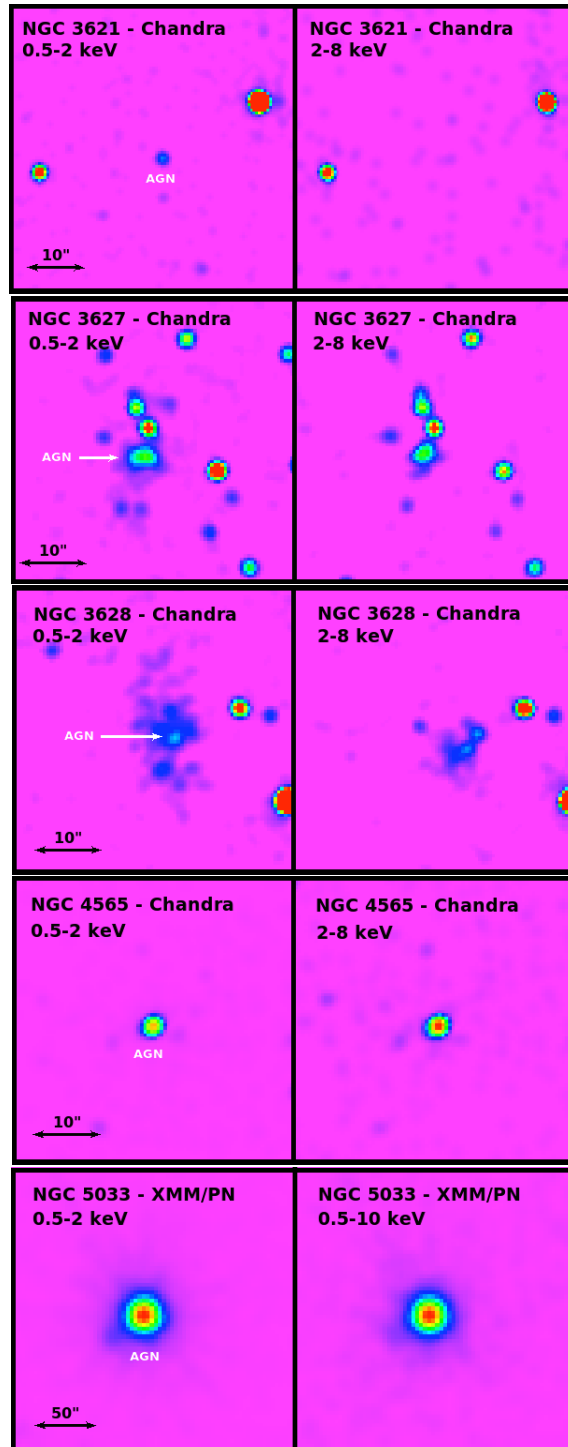 NGC 3621 - Chandra
0.5-2 keV
NGC 3621 - Chandra
2-8 keV
AGN
10"
NGC 3627 - Chandra
0.5-2 keV
NGC 3627 - Chandra
2-8 keV
AGN
10"
NGC 3628 - Chandra
0.5-2 keV
NGC 3628 - Chandra
2-8 keV
AGN
10"
NGC 4565 - Chandra
0.5-2 keV
NGC 4565 - Chandra
2-8 keV
AGN
10"
NGC 5033 - XMM/PN
0.5-2 keV
NGC 5033 - XMM/PN
0.5-10 keV
AGN
50"